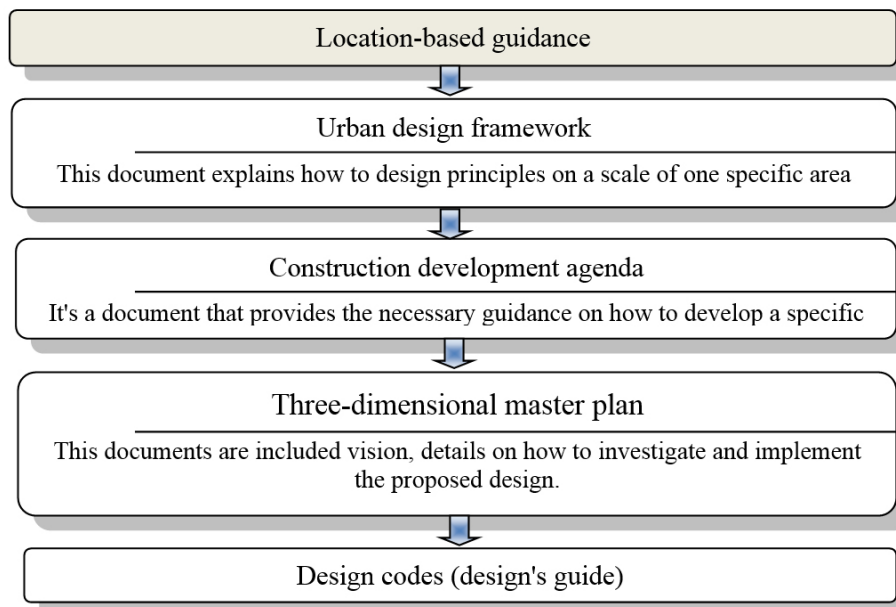 Location-based guidance
Urban design framework
This document explains how to design principles on a scale of one specific area
Construction development agenda
It's a document that provides the necessary guidance on how to develop a specific
Three-dimensional master plan
This documents are included vision, details on how to investigate and implement
the proposed design.
Design codes (design's guide)